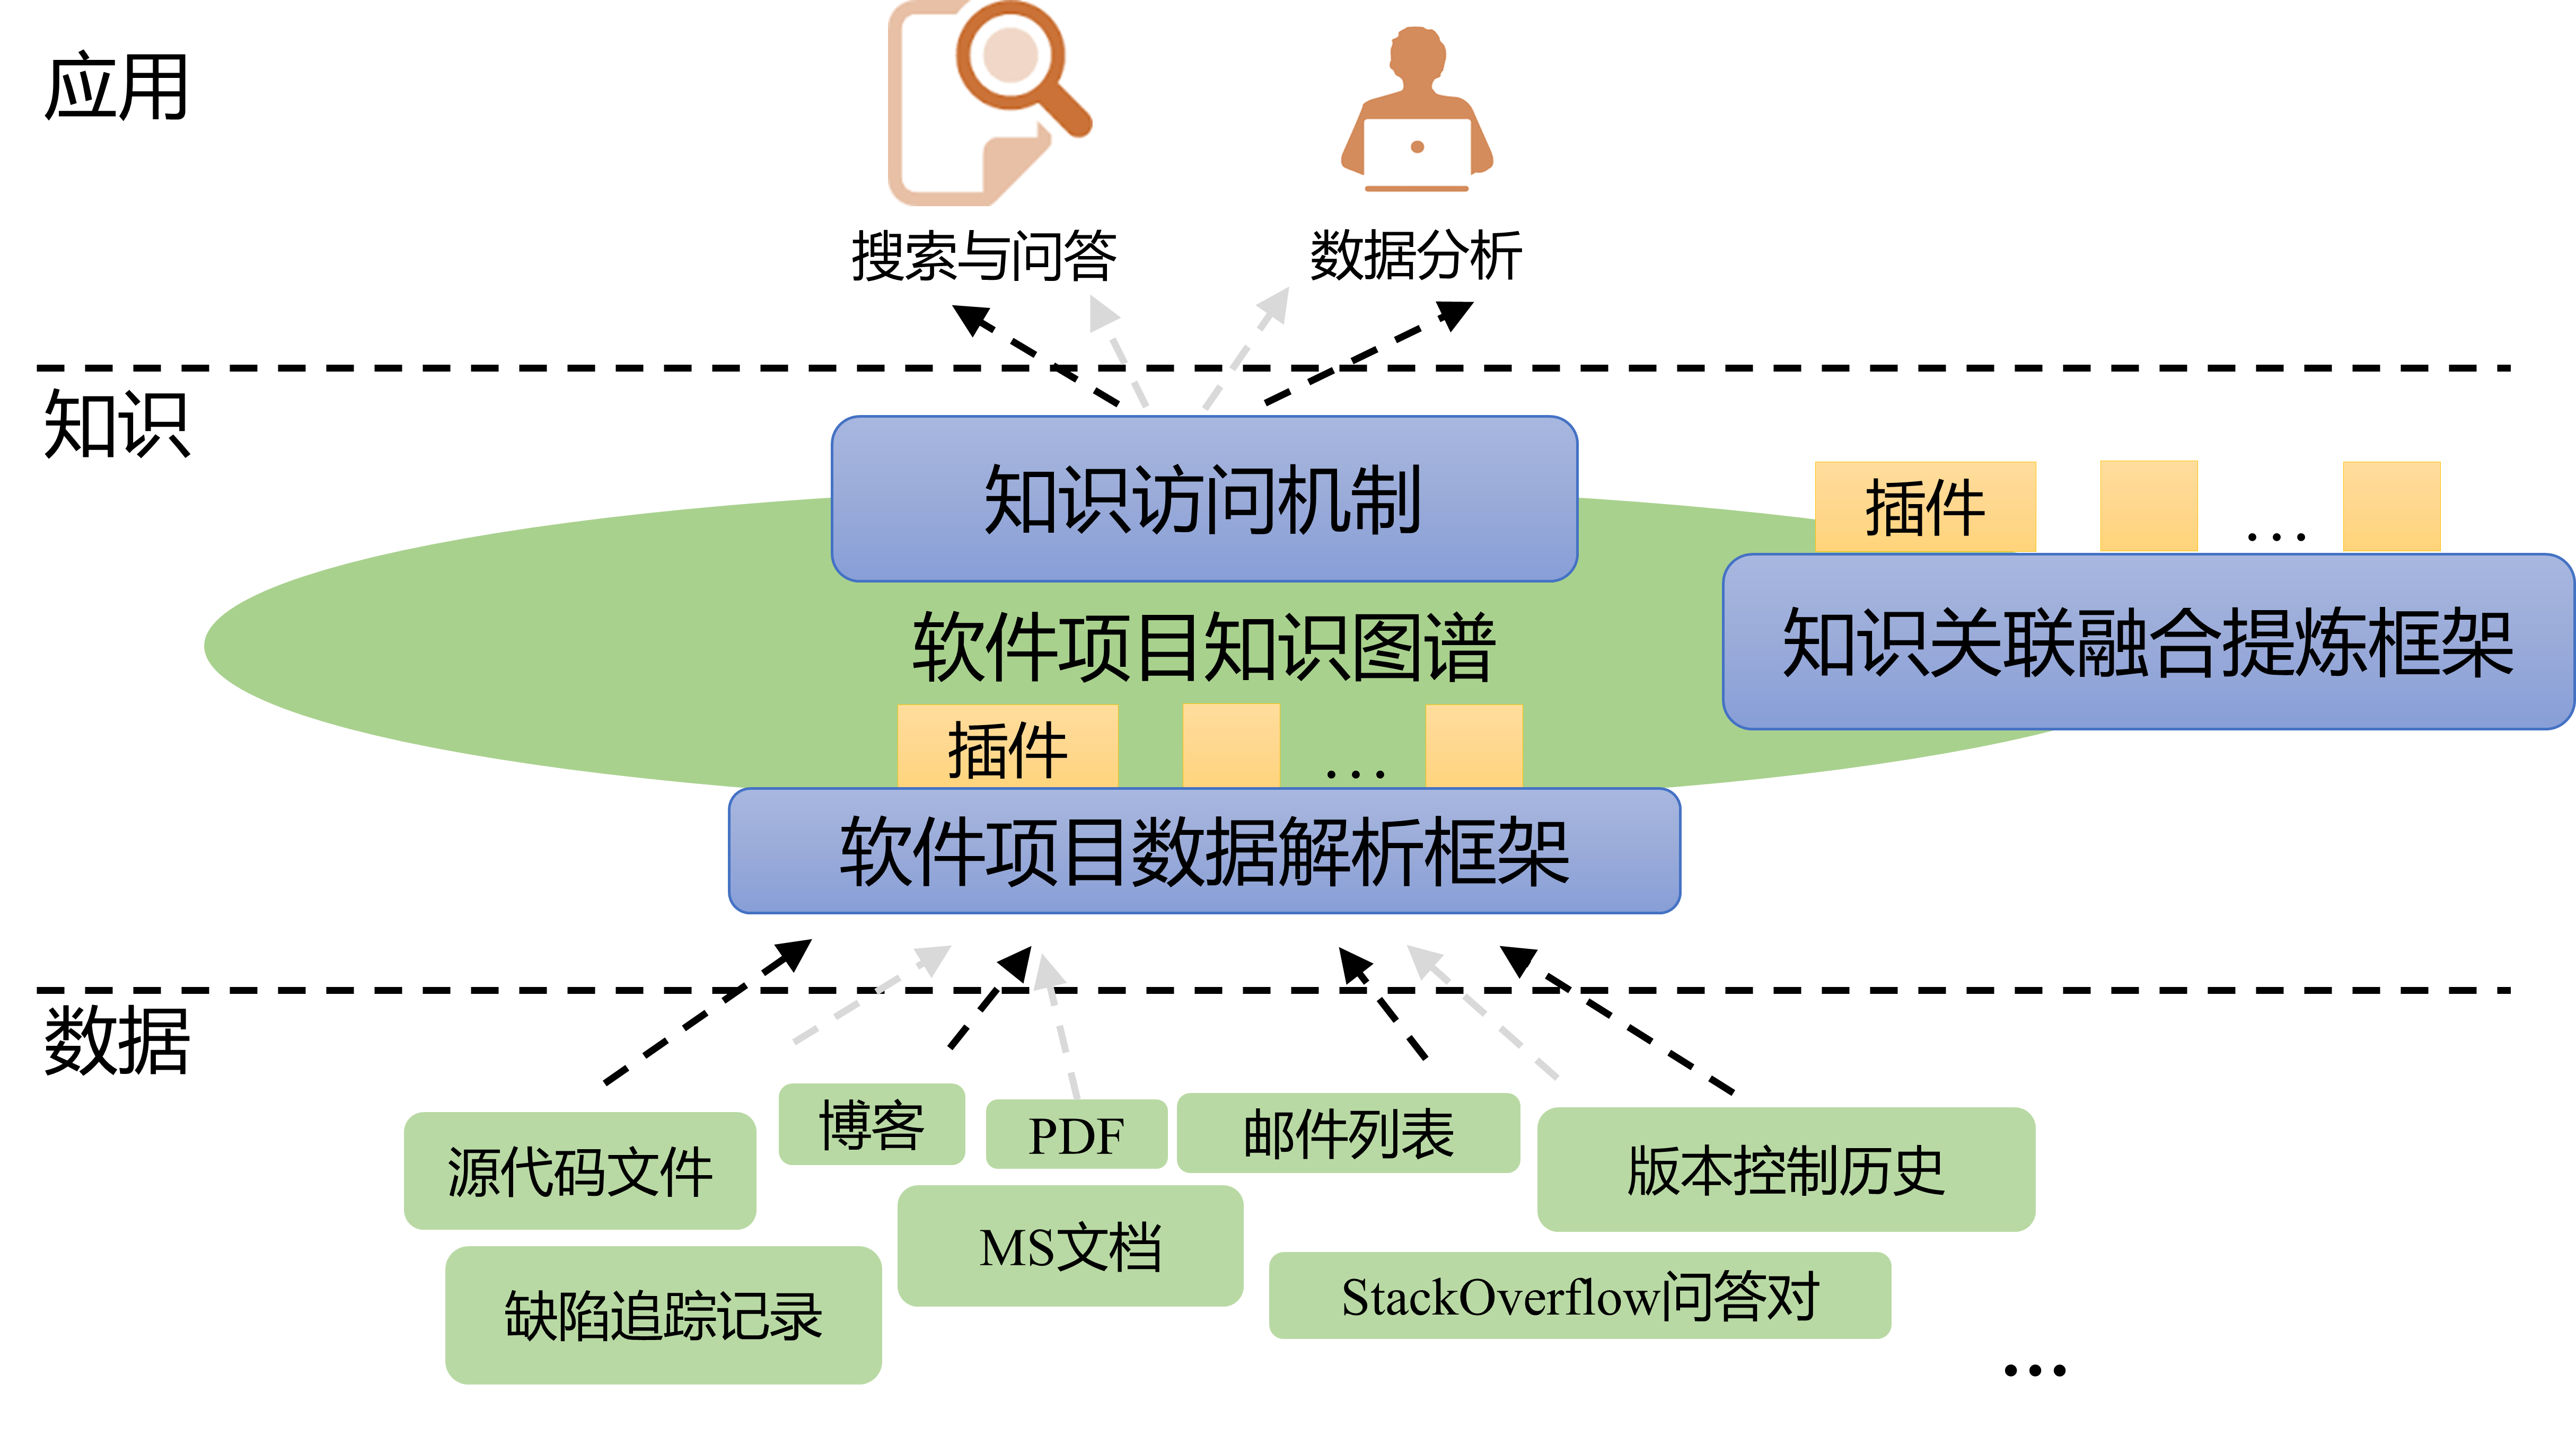 应用
搜索与问答
数据分析
知识
知识访问机制
插件
…
知识关联融合提炼框架
软件项目知识图谱
插件
…
软件项目数据解析框架
数据
源代码文件
博客
PDF
邮件列表
版本控制历史
MS文档
缺陷追踪记录
StackOverflow问答对
…